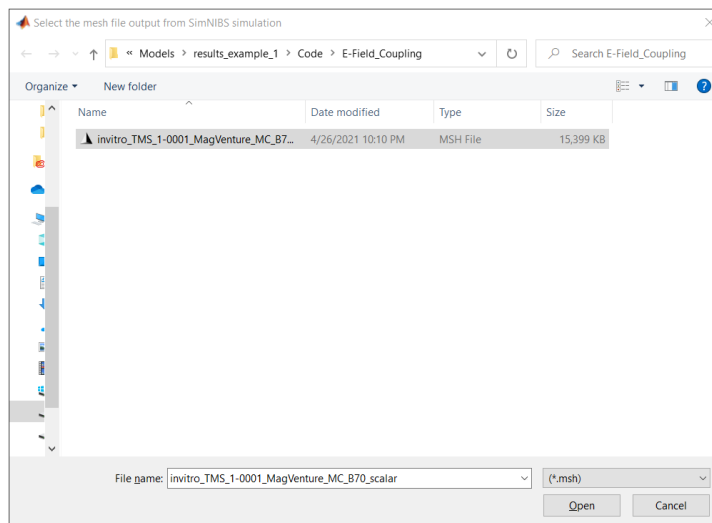 Select the mesh file output from SimNIBS simulation
« Models > results_example_1 > Code > E-Field_Coupling
Search E-Field_Coupling
Organize
New folder
?
Name Date modified Type Size
invitro_TMS_1-0001_MagVenture_MC_B7... 4/26/2021 10:10 PM MSH File 15,399 KB
File name: invitro_TMS_1-0001_MagVenture_MC_B70_scalar (*.msh)
Open Cancel